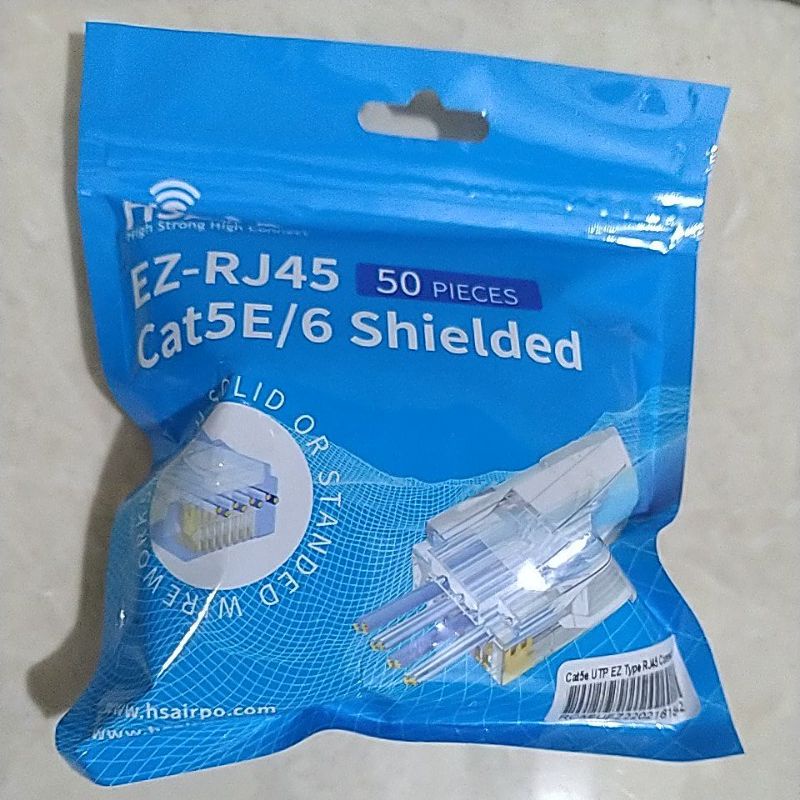 High Strong High Connect
EZ-RJ45 50 PIECES
Cat5E/6 Shielded
SOLID OR STANDED WIRE
www.hsairpo.com
Cat5e UTP EZ Type RJ45